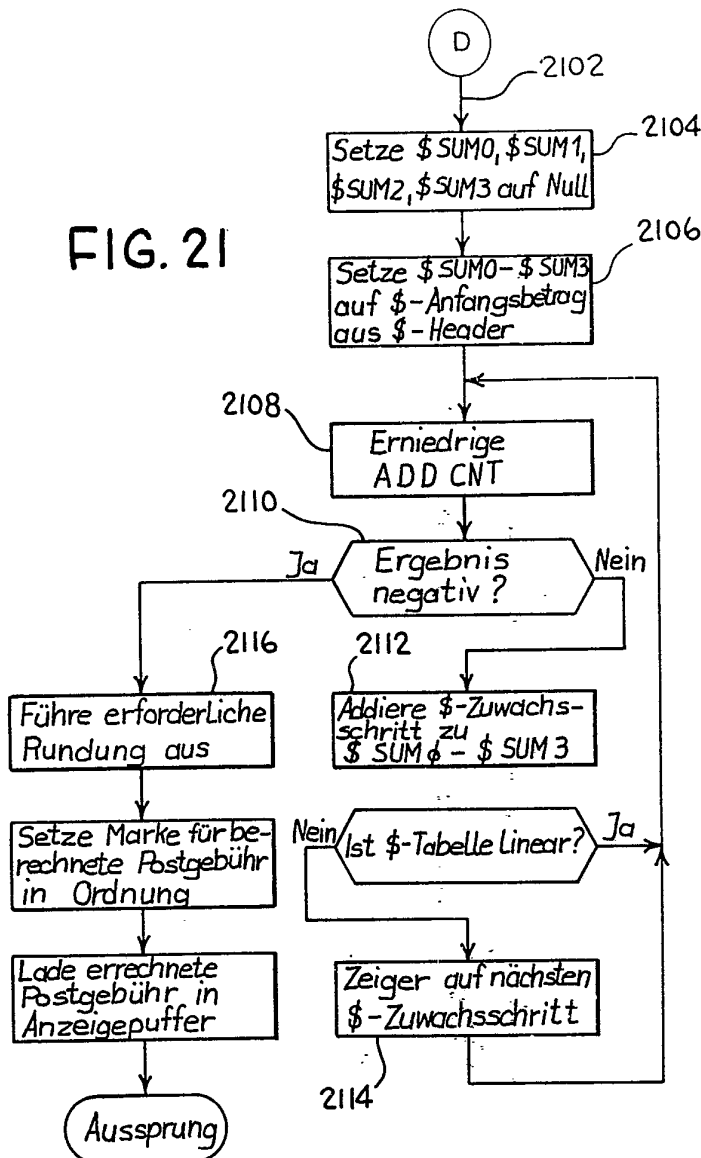 D
2102
2104
Setze $SUM0, $SUM1,
$SUM2, $SUM3 auf Null
FIG. 21
2106
Setze $SUM0-$SUM3
auf $-Anfangsbetrag
aus $-Header
2108
Erniedrige
ADD CNT
2110
Ja
Ergebnis
negativ?
Nein
2116
2112
Führe erforderliche
Rundung aus
Addiere $-Zuwachs-
schritt zu
$SUMϕ-$SUM3
Setze Marke für be-
rechnete Postgebühr
in Ordnung
Nein
Ist $-Tabelle Linear?
Ja
Lade errechnete
Postgebühr in
Anzeigepuffer
Zeiger auf nächsten
$-Zuwachsschritt
2114
Aussprung